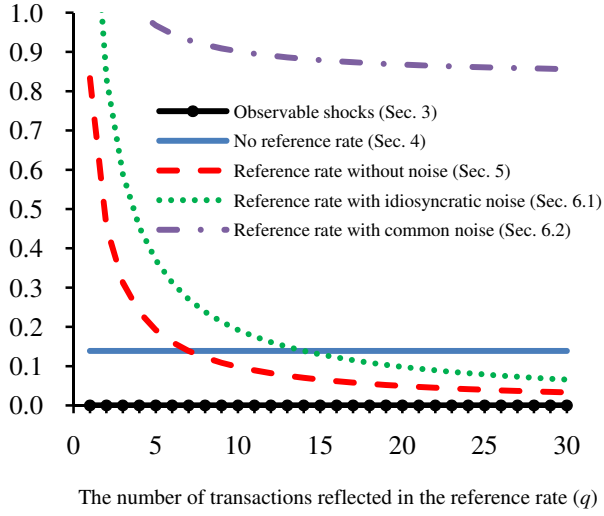 1.0
0.9
0.8
0.7
0.6
0.5
0.4
0.3
0.2
0.1
0.0
Observable shocks (Sec. 3)
No reference rate (Sec. 4)
Reference rate without noise (Sec. 5)
Reference rate with idiosyncratic noise (Sec. 6.1)
Reference rate with common noise (Sec. 6.2)
0 5 10 15 20 25 30
The number of transactions reflected in the reference rate (q)